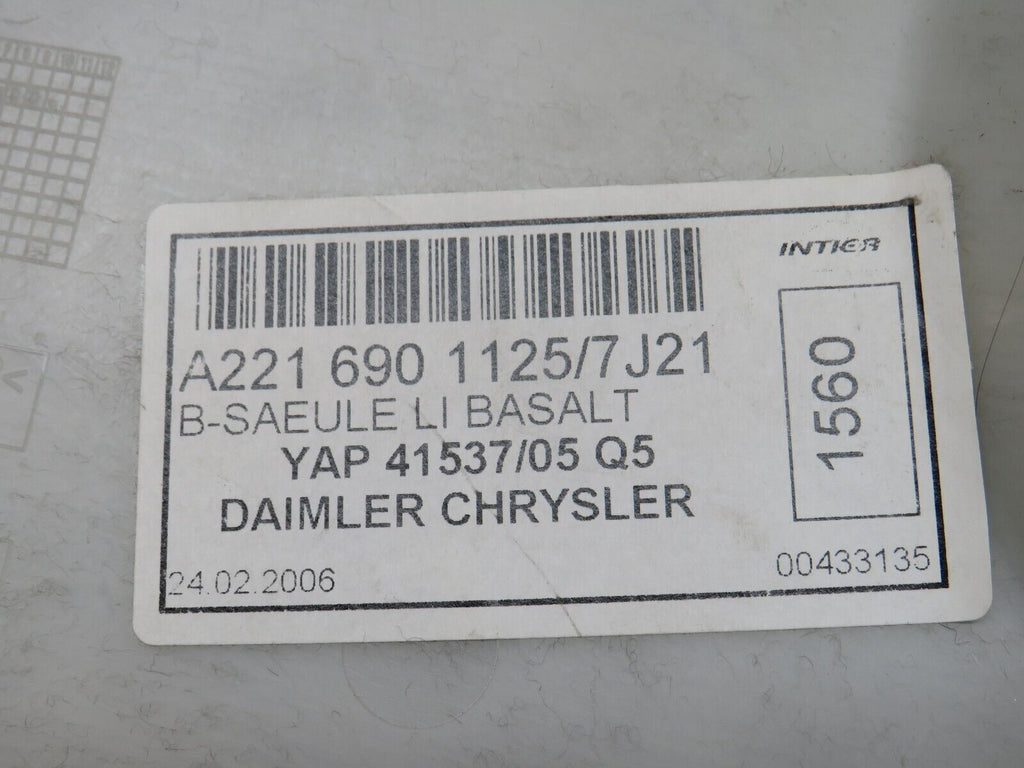 INTIER
A221 690 1125/7J21
B-SAEULE LI BASALT
YAP 41537/05 Q5
DAIMLER CHRYSLER
1560
24.02.2006
00433135